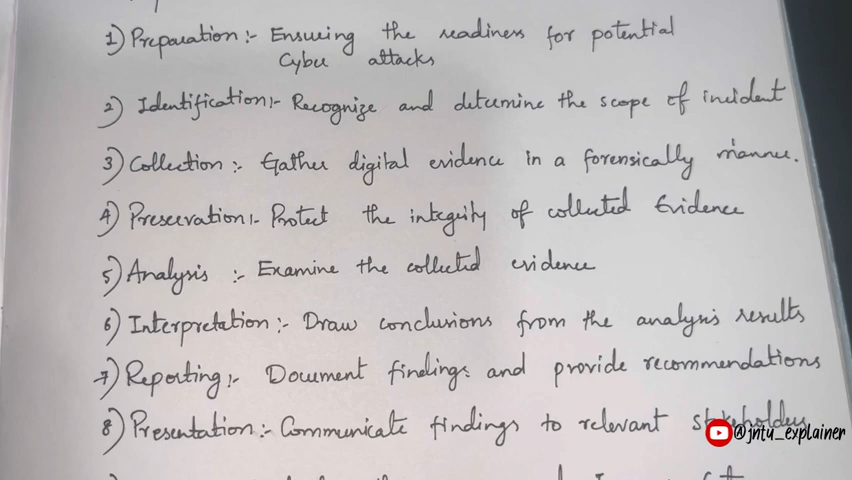 1) Preparation :- Ensuring the readiness for potential
Cyber attacks
2) Identification :- Recognize and determine the scope of incident
3) Collection :- Gather digital evidence in a forensically manner.
4) Preservation :- Protect the integrity of collected Evidence
5) Analysis :- Examine the collected evidence
6) Interpretation :- Draw conclusions from the analysis results
7) Reporting :- Document findings and provide recommendations
8) Presentation :- Communicate findings to relevant stakeholders
@jntu_explainer